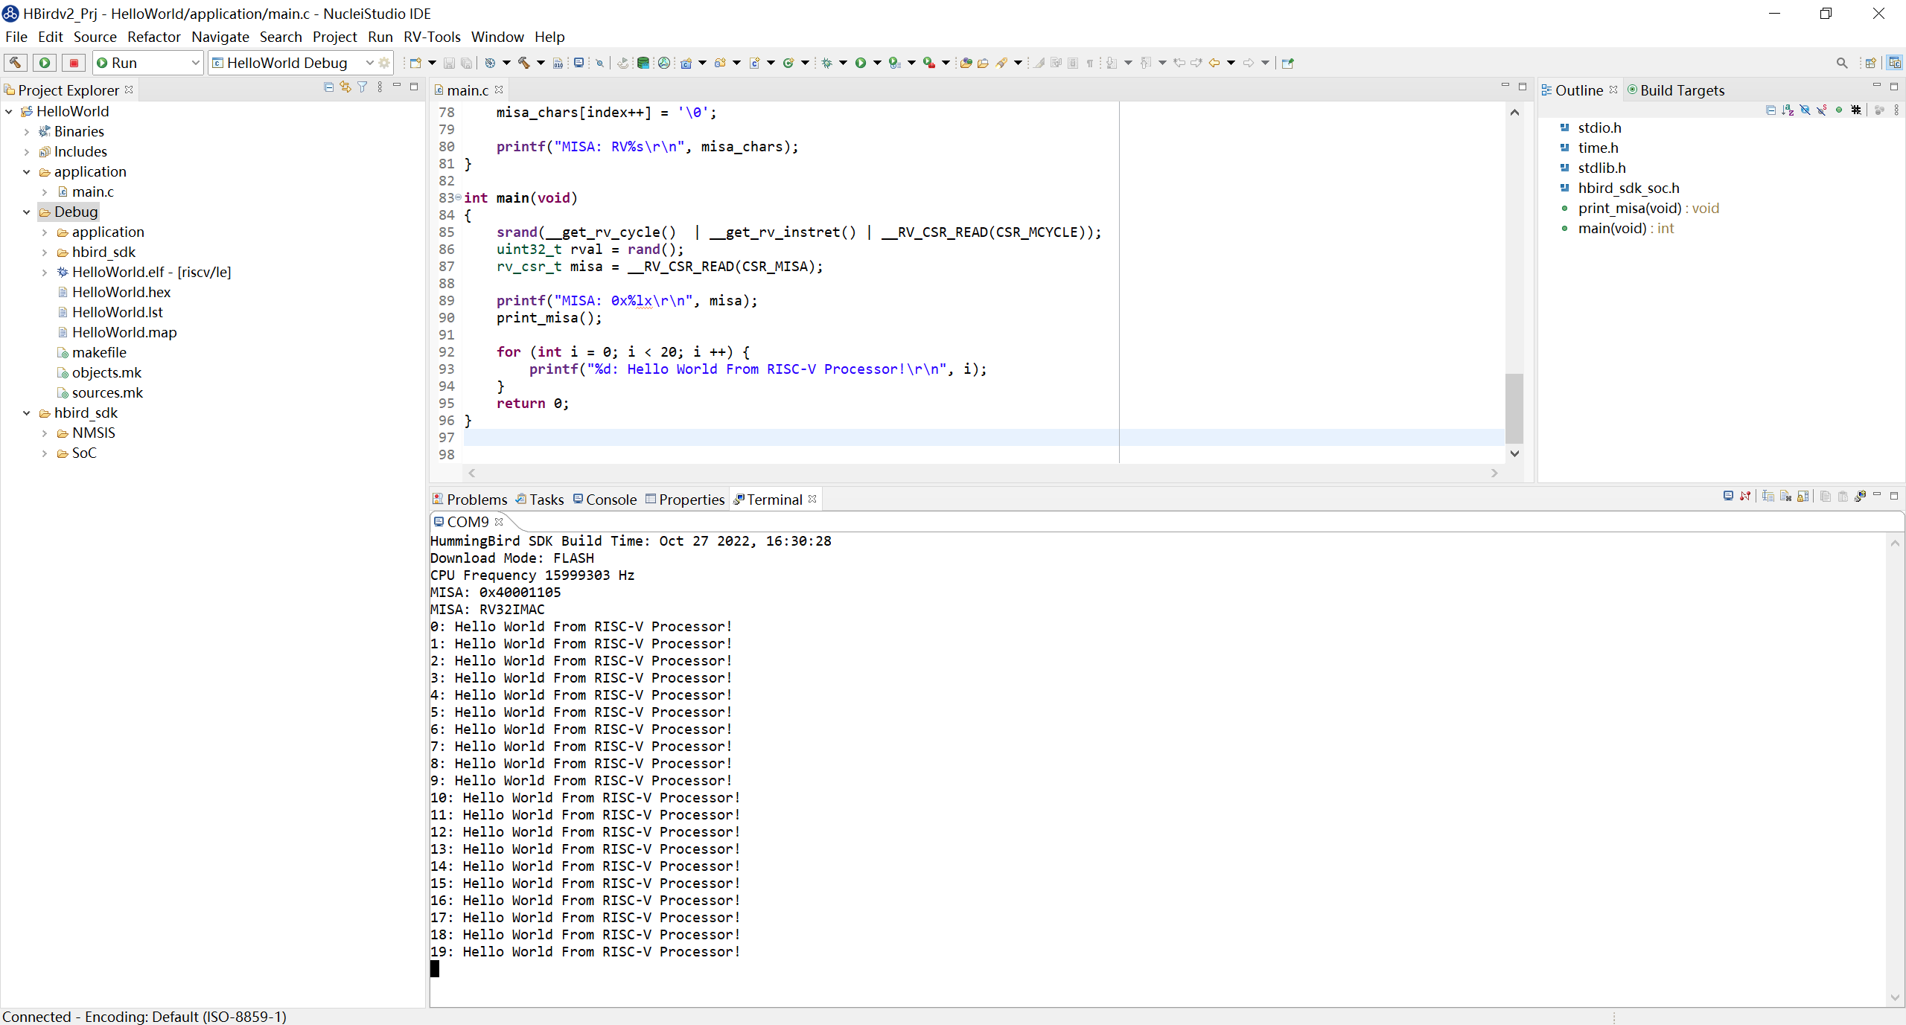 HBirdv2_Prj - HelloWorld/application/main.c - NucleiStudio IDE
File Edit Source Refactor Navigate Search Project Run RV-Tools Window Help
Run HelloWorld Debug
Project Explorer
HelloWorld
Binaries
Includes
application
main.c
Debug
application
hbird_sdk
HelloWorld.elf - [riscv/le]
HelloWorld.hex
HelloWorld.lst
HelloWorld.map
makefile
objects.mk
sources.mk
hbird_sdk
NMSIS
SoC
main.c
78 misa_chars[index++] = '\0';
79
80 printf("MISA: RV%s\r\n", misa_chars);
81 }
82
83 int main(void)
84 {
85 srand(__get_rv_cycle() | __get_rv_instret() | __RV_CSR_READ(CSR_MCYCLE));
86 uint32_t rval = rand();
87 rv_csr_t misa = __RV_CSR_READ(CSR_MISA);
88
89 printf("MISA: 0x%lx\r\n", misa);
90 print_misa();
91
92 for (int i = 0; i < 20; i ++) {
93 printf("%d: Hello World From RISC-V Processor!\r\n", i);
94 }
95 return 0;
96 }
97
98
Outline Build Targets
stdio.h
time.h
stdlib.h
hbird_sdk_soc.h
print_misa(void) : void
main(void) : int
Problems Tasks Console Properties Terminal
COM9
HummingBird SDK Build Time: Oct 27 2022, 16:30:28
Download Mode: FLASH
CPU Frequency 15999303 Hz
MISA: 0x40001105
MISA: RV32IMAC
0: Hello World From RISC-V Processor!
1: Hello World From RISC-V Processor!
2: Hello World From RISC-V Processor!
3: Hello World From RISC-V Processor!
4: Hello World From RISC-V Processor!
5: Hello World From RISC-V Processor!
6: Hello World From RISC-V Processor!
7: Hello World From RISC-V Processor!
8: Hello World From RISC-V Processor!
9: Hello World From RISC-V Processor!
10: Hello World From RISC-V Processor!
11: Hello World From RISC-V Processor!
12: Hello World From RISC-V Processor!
13: Hello World From RISC-V Processor!
14: Hello World From RISC-V Processor!
15: Hello World From RISC-V Processor!
16: Hello World From RISC-V Processor!
17: Hello World From RISC-V Processor!
18: Hello World From RISC-V Processor!
19: Hello World From RISC-V Processor!
Connected - Encoding: Default (ISO-8859-1)